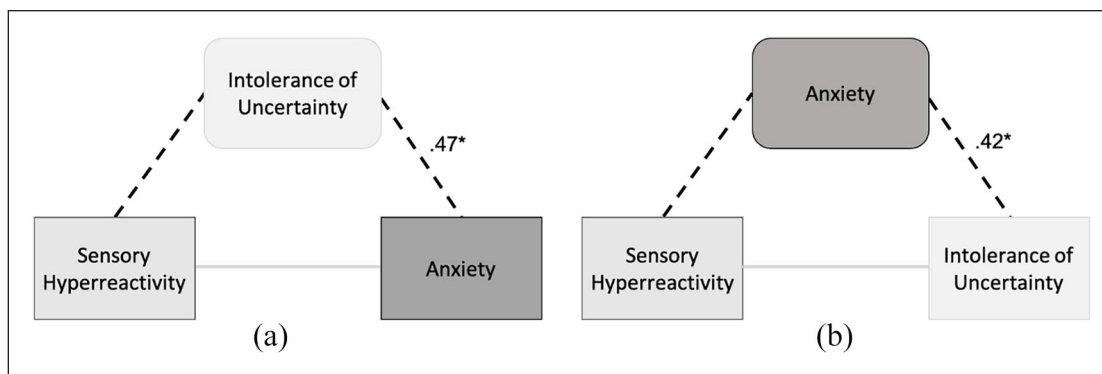 Intolerance of
Uncertainty
.47*
Sensory
Hyperreactivity
Anxiety
(a)
Anxiety
.42*
Sensory
Hyperreactivity
Intolerance of
Uncertainty
(b)